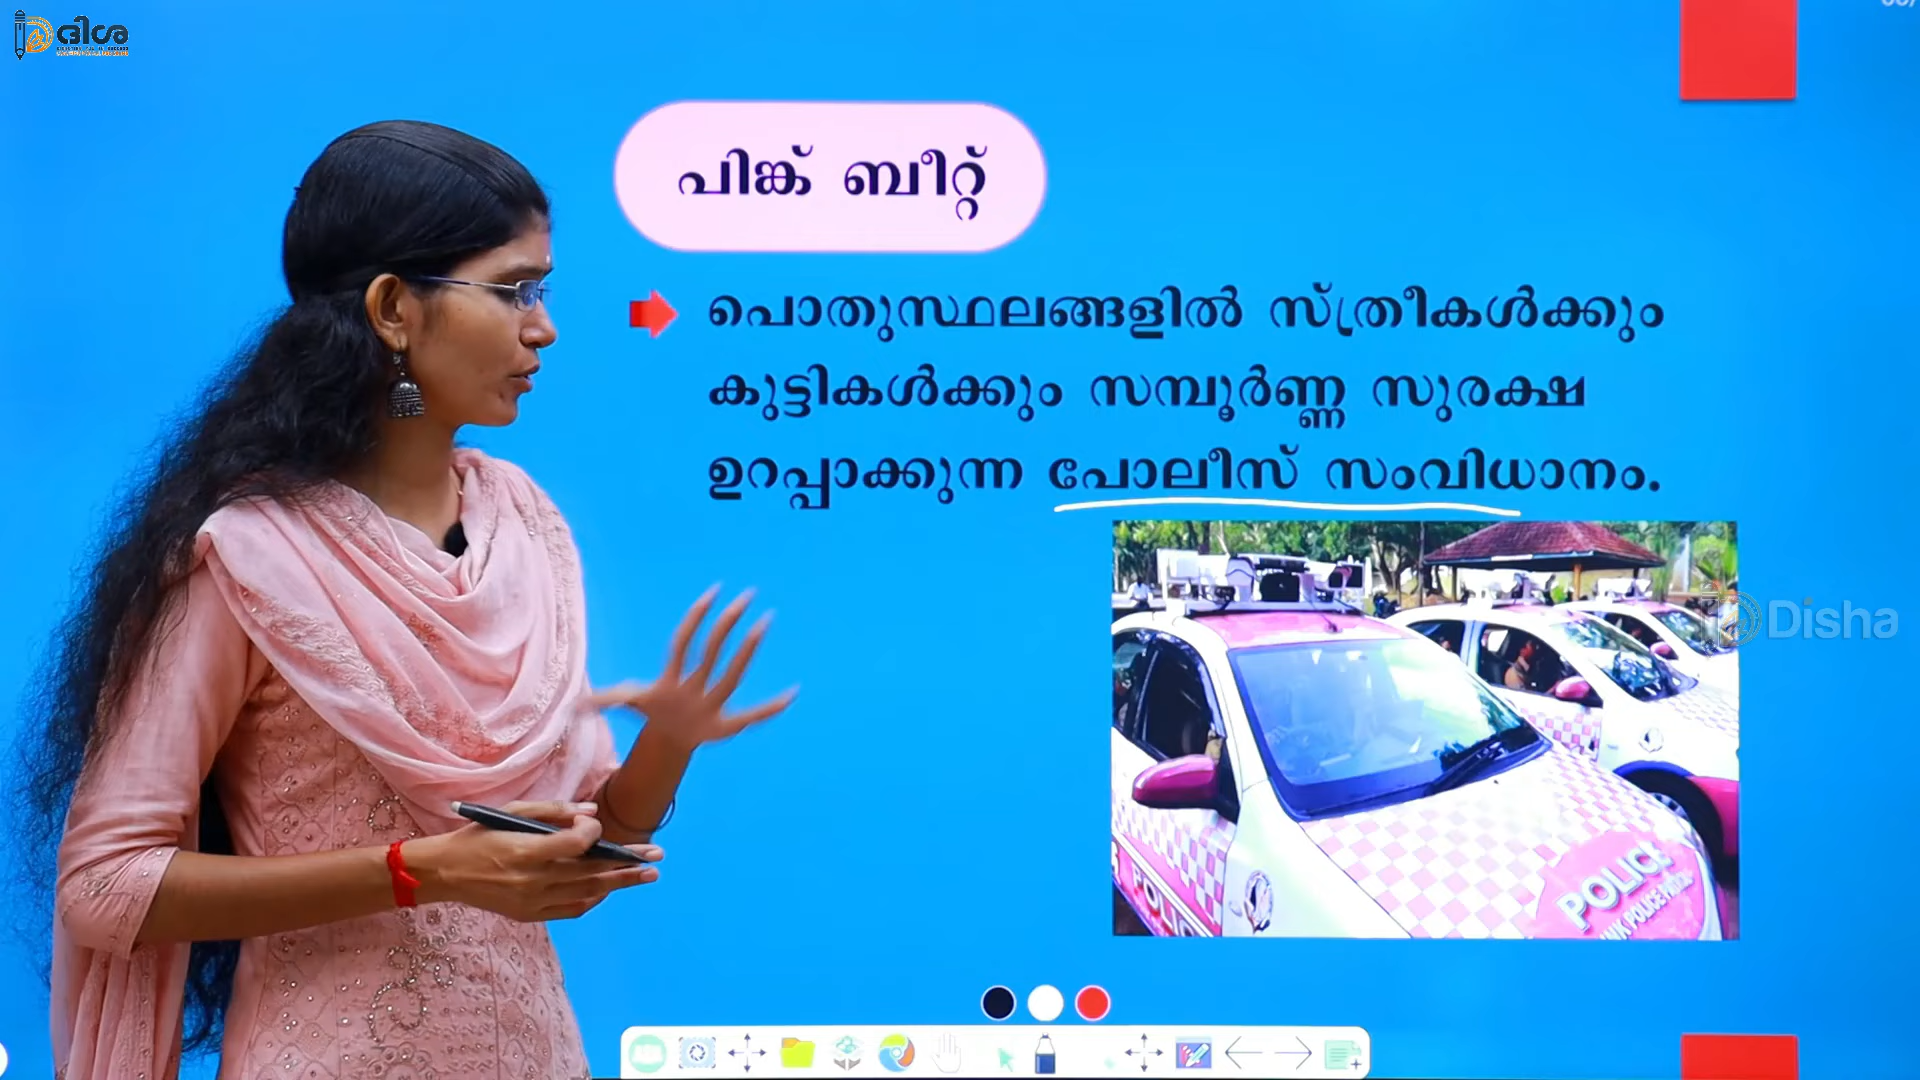 ദിശ
പിങ്ക് ബീറ്റ്
പൊതുസ്ഥലങ്ങളിൽ സ്ത്രീകൾക്കും
കുട്ടികൾക്കും സമ്പൂർണ്ണ സുരക്ഷ
ഉറപ്പാക്കുന്ന പോലീസ് സംവിധാനം.
Disha
POLICE